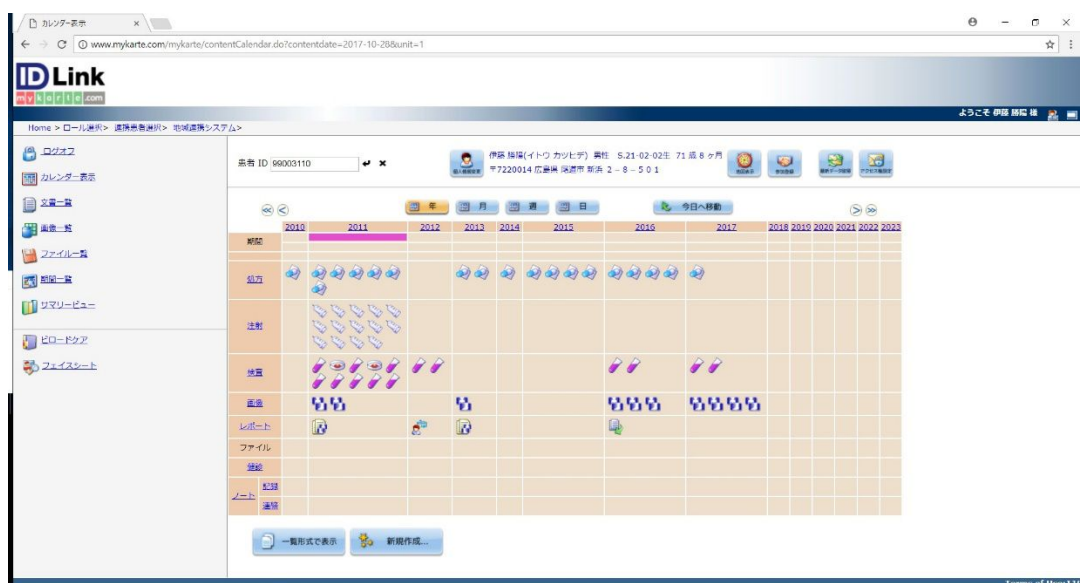 カレンダー表示
www.mykarte.com/mykarte/contentCalendar.do?contentdate=2017-10-28&unit=1
IDLink
mykarte.com
ようこそ 伊藤 勝陽 様
Home > ロール選択> 連携患者選択> 地域連携システム>
ログオフ
カレンダー表示
文書一覧
画像一覧
ファイル一覧
期間一覧
サマリービュー
ビロードケア
フェイスシート
患者 ID 99003110
(イトウ カツヒデ) 男性 S.21-02-02生 71 歳 8 ヶ月
〒7220014 広島県 尾道市 新浜 2－8－501
年 月 週 日 今日へ移動
2010 2011 2012 2013 2014 2015 2016 2017 2018 2019 2020 2021 2022 2023
期間
処方
注射
検査
画像
レポート
ファイル
健診
ノート
記録
連絡
一覧形式で表示 新規作成...